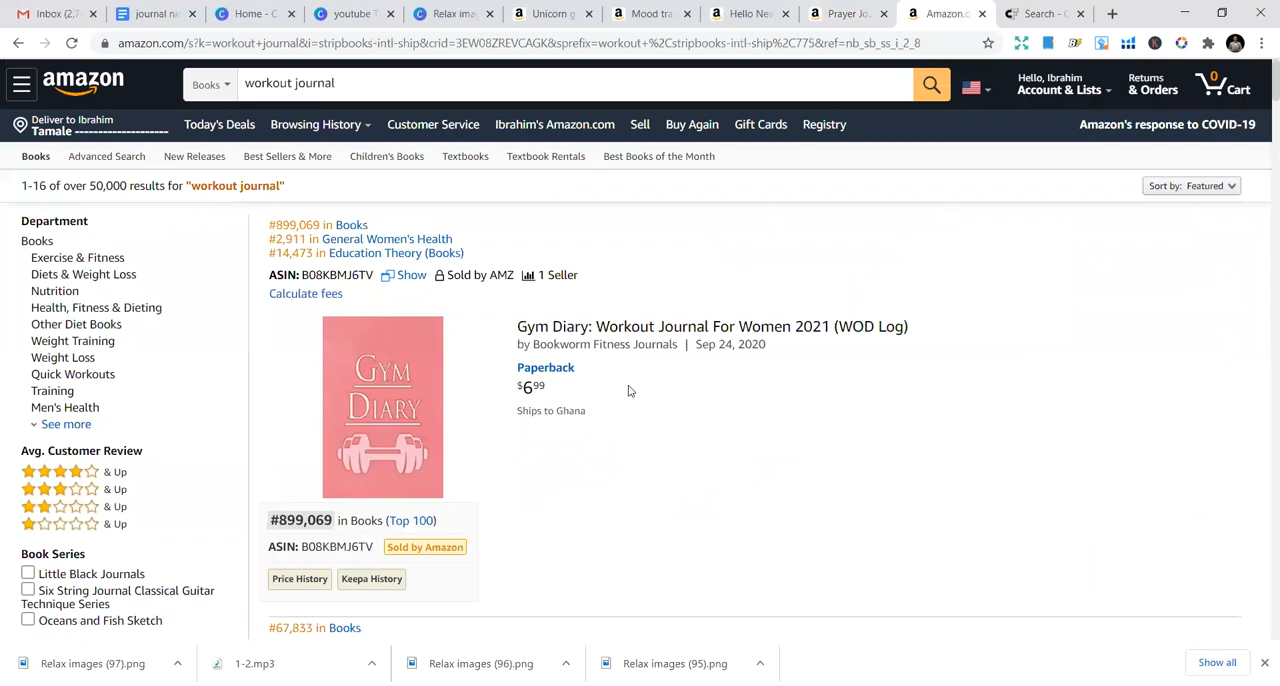 Inbox (2,7
journal nic
Home - C
youtube T
Relax ima
Unicorn g
Mood tra
Hello New
Prayer Jo
Amazon.c
Search - C
amazon.com/s?k=workout+journal&i=stripbooks-intl-ship&crid=3EW08ZREVCAGK&sprefix=workout+%2Cstripbooks-intl-ship%2C775&ref=nb_sb_ss_i_2_8
amazon
Books
workout journal
Hello, Ibrahim
Account & Lists
Returns
& Orders
0
Cart
Deliver to Ibrahim
Tamale --------------------
Today's Deals
Browsing History
Customer Service
Ibrahim's Amazon.com
Sell
Buy Again
Gift Cards
Registry
Amazon's response to COVID-19
Books
Advanced Search
New Releases
Best Sellers & More
Children's Books
Textbooks
Textbook Rentals
Best Books of the Month
1-16 of over 50,000 results for "workout journal"
Sort by: Featured
Department
Books
Exercise & Fitness
Diets & Weight Loss
Nutrition
Health, Fitness & Dieting
Other Diet Books
Weight Training
Weight Loss
Quick Workouts
Training
Men's Health
See more
Avg. Customer Review
& Up
& Up
& Up
& Up
Book Series
Little Black Journals
Six String Journal Classical Guitar
Technique Series
Oceans and Fish Sketch
#899,069 in Books
#2,911 in General Women's Health
#14,473 in Education Theory (Books)
ASIN: B08KBMJ6TV Show Sold by AMZ 1 Seller
Calculate fees
GYM
DIARY
Gym Diary: Workout Journal For Women 2021 (WOD Log)
by Bookworm Fitness Journals | Sep 24, 2020
Paperback
$699
Ships to Ghana
#899,069 in Books (Top 100)
ASIN: B08KBMJ6TV Sold by Amazon
Price History
Keepa History
#67,833 in Books
Relax images (97).png
1-2.mp3
Relax images (96).png
Relax images (95).png
Show all